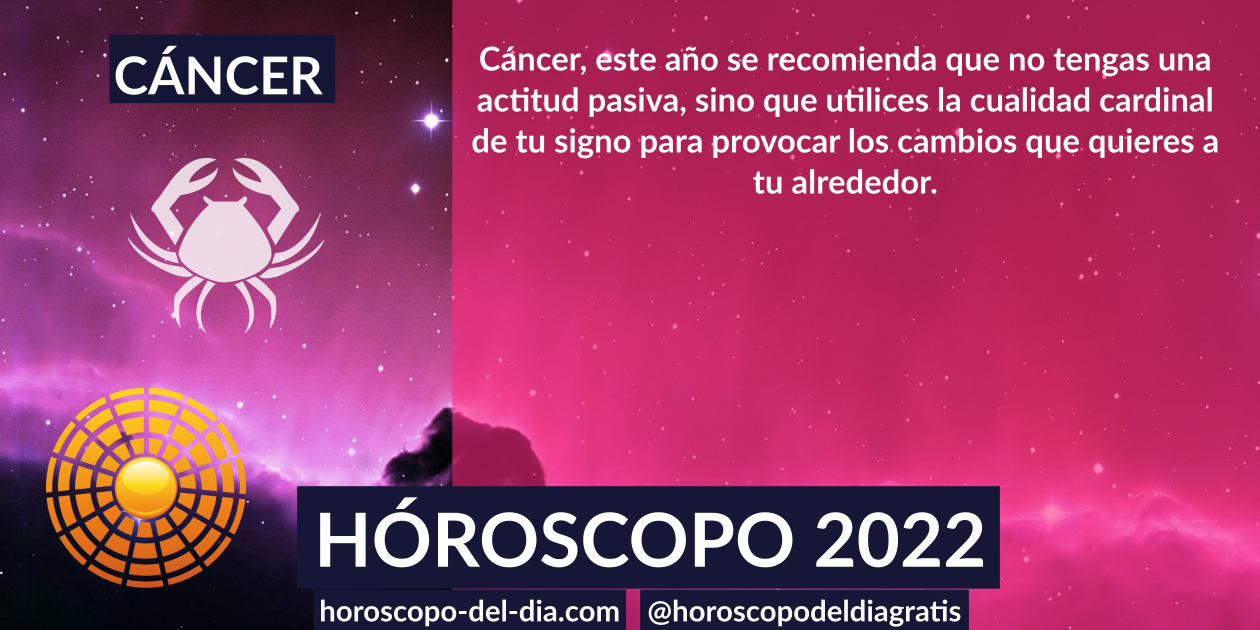 CÁNCER
Cáncer, este año se recomienda que no tengas una
actitud pasiva, sino que utilices la cualidad cardinal
de tu signo para provocar los cambios que quieres a
tu alrededor.
HÓROSCOPO 2022
horoscopo-del-dia.com
@horoscopodeldiagratis